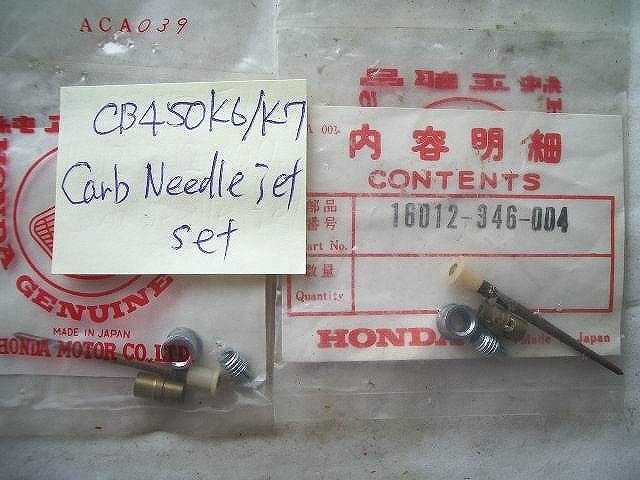 ACA039
CB450K6/K7
Carb Needle jet
set
HONDA
GENUINE
MADE IN JAPAN
HONDA MOTOR CO., LTD.
内容明細
CONTENTS
部品
番号
Part No.
16012-346-004
数量
Quantity
HONDA
Made
Japan